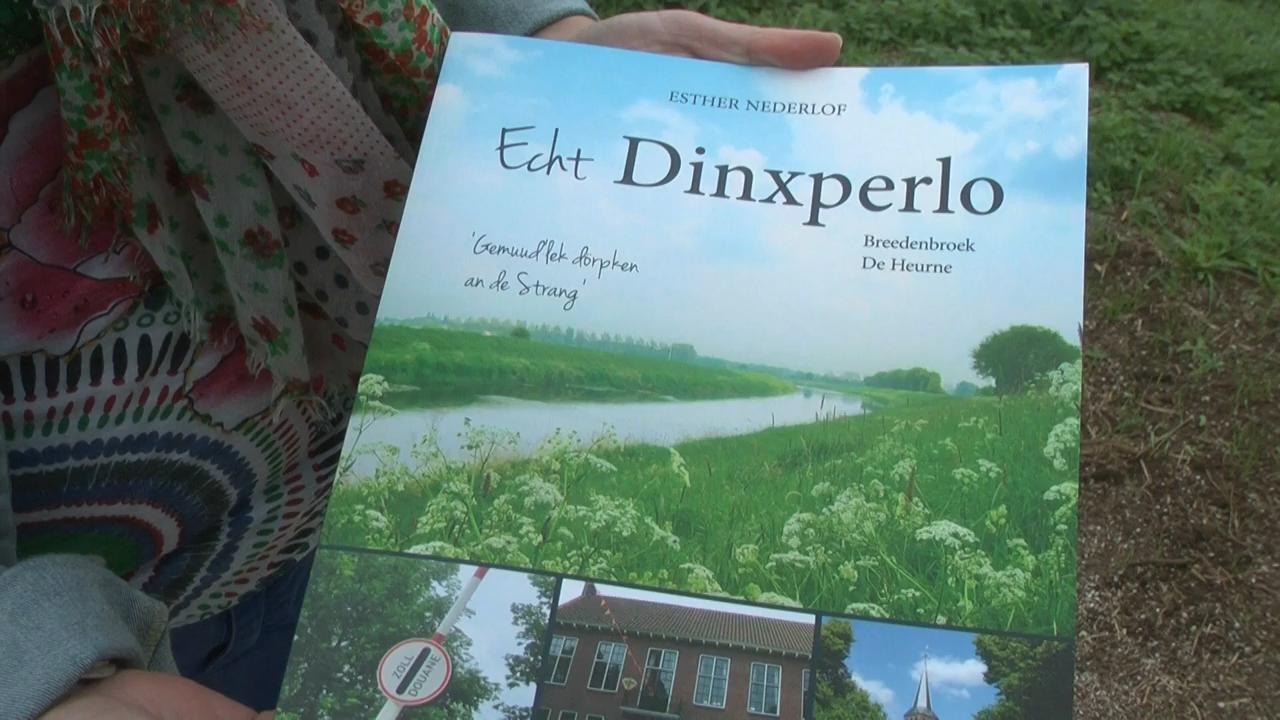 ESTHER NEDERLOF
Echt Dinxperlo
Breedenbroek
De Heurne
'Gemuud'lek dörpken
an de Strang'
ZOLL
DOUANE